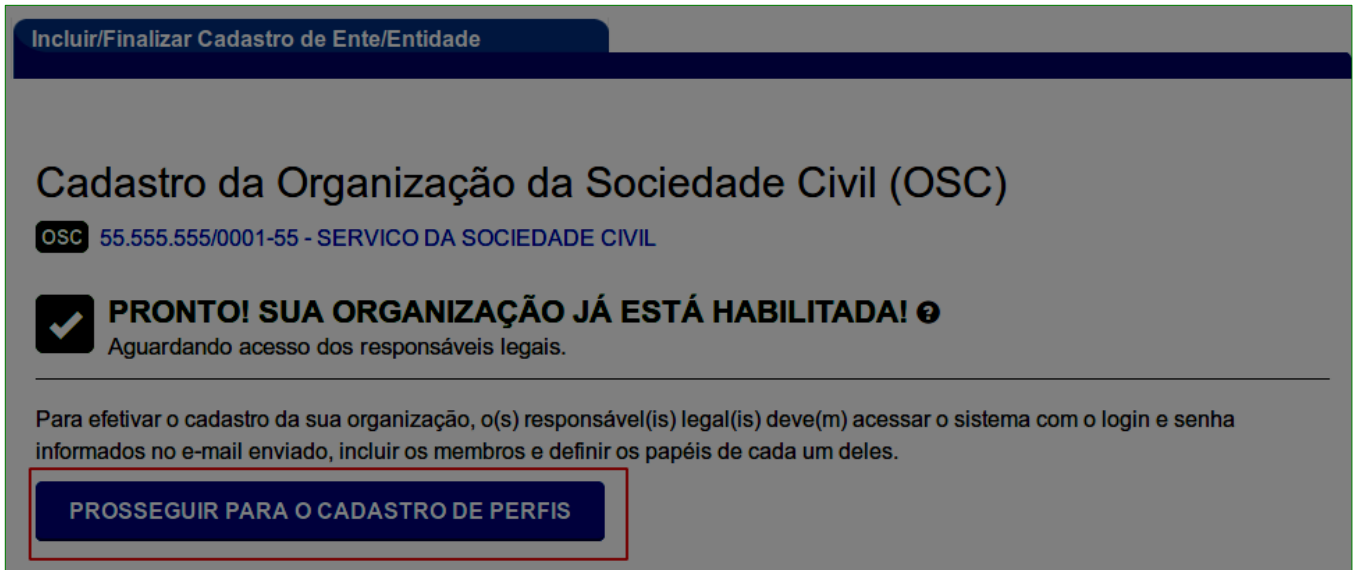 Incluir/Finalizar Cadastro de Ente/Entidade
Cadastro da Organização da Sociedade Civil (OSC)
OSC 55.555.555/0001-55 - SERVICO DA SOCIEDADE CIVIL
PRONTO! SUA ORGANIZAÇÃO JÁ ESTÁ HABILITADA! ?
Aguardando acesso dos responsáveis legais.
Para efetivar o cadastro da sua organização, o(s) responsável(is) legal(is) deve(m) acessar o sistema com o login e senha
informados no e-mail enviado, incluir os membros e definir os papéis de cada um deles.
PROSSEGUIR PARA O CADASTRO DE PERFIS